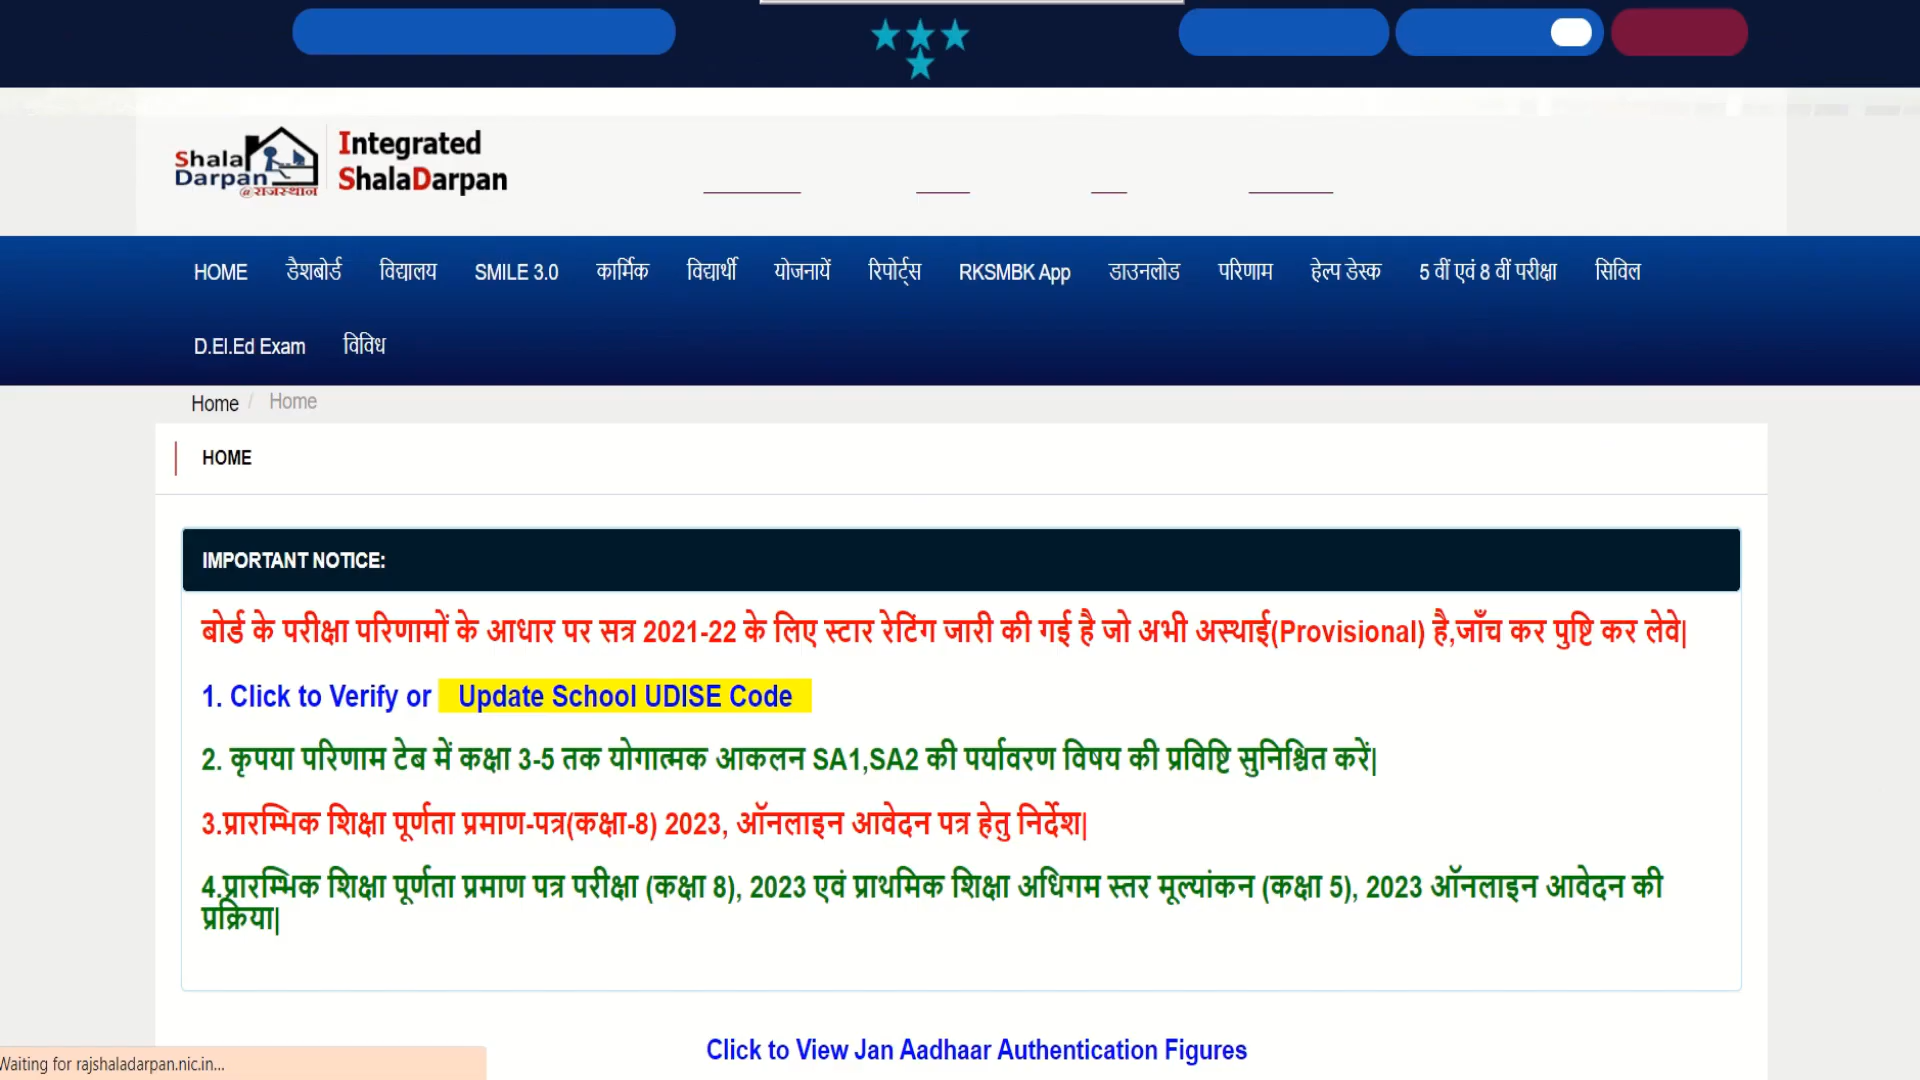 Shala
Darpan
@राजस्थान
Integrated
ShalaDarpan
HOME डैशबोर्ड विद्यालय SMILE 3.0 कार्मिक विद्यार्थी योजनायें रिपोर्ट्स RKSMBK App डाउनलोड परिणाम हेल्प डेस्क 5 वीं एवं 8 वीं परीक्षा सिविल
D.El.Ed Exam विविध
Home / Home
HOME
IMPORTANT NOTICE:
बोर्ड के परीक्षा परिणामों के आधार पर सत्र 2021-22 के लिए स्टार रेटिंग जारी की गई है जो अभी अस्थाई(Provisional) है,जाँच कर पुष्टि कर लेवे|
1. Click to Verify or Update School UDISE Code
2. कृपया परिणाम टेब में कक्षा 3-5 तक योगात्मक आकलन SA1,SA2 की पर्यावरण विषय की प्रविष्टि सुनिश्चित करें|
3.प्रारम्भिक शिक्षा पूर्णता प्रमाण-पत्र(कक्षा-8) 2023, ऑनलाइन आवेदन पत्र हेतु निर्देश|
4.प्रारम्भिक शिक्षा पूर्णता प्रमाण पत्र परीक्षा (कक्षा 8), 2023 एवं प्राथमिक शिक्षा अधिगम स्तर मूल्यांकन (कक्षा 5), 2023 ऑनलाइन आवेदन की
प्रक्रिया|
Click to View Jan Aadhaar Authentication Figures
Waiting for rajshaladarpan.nic.in...